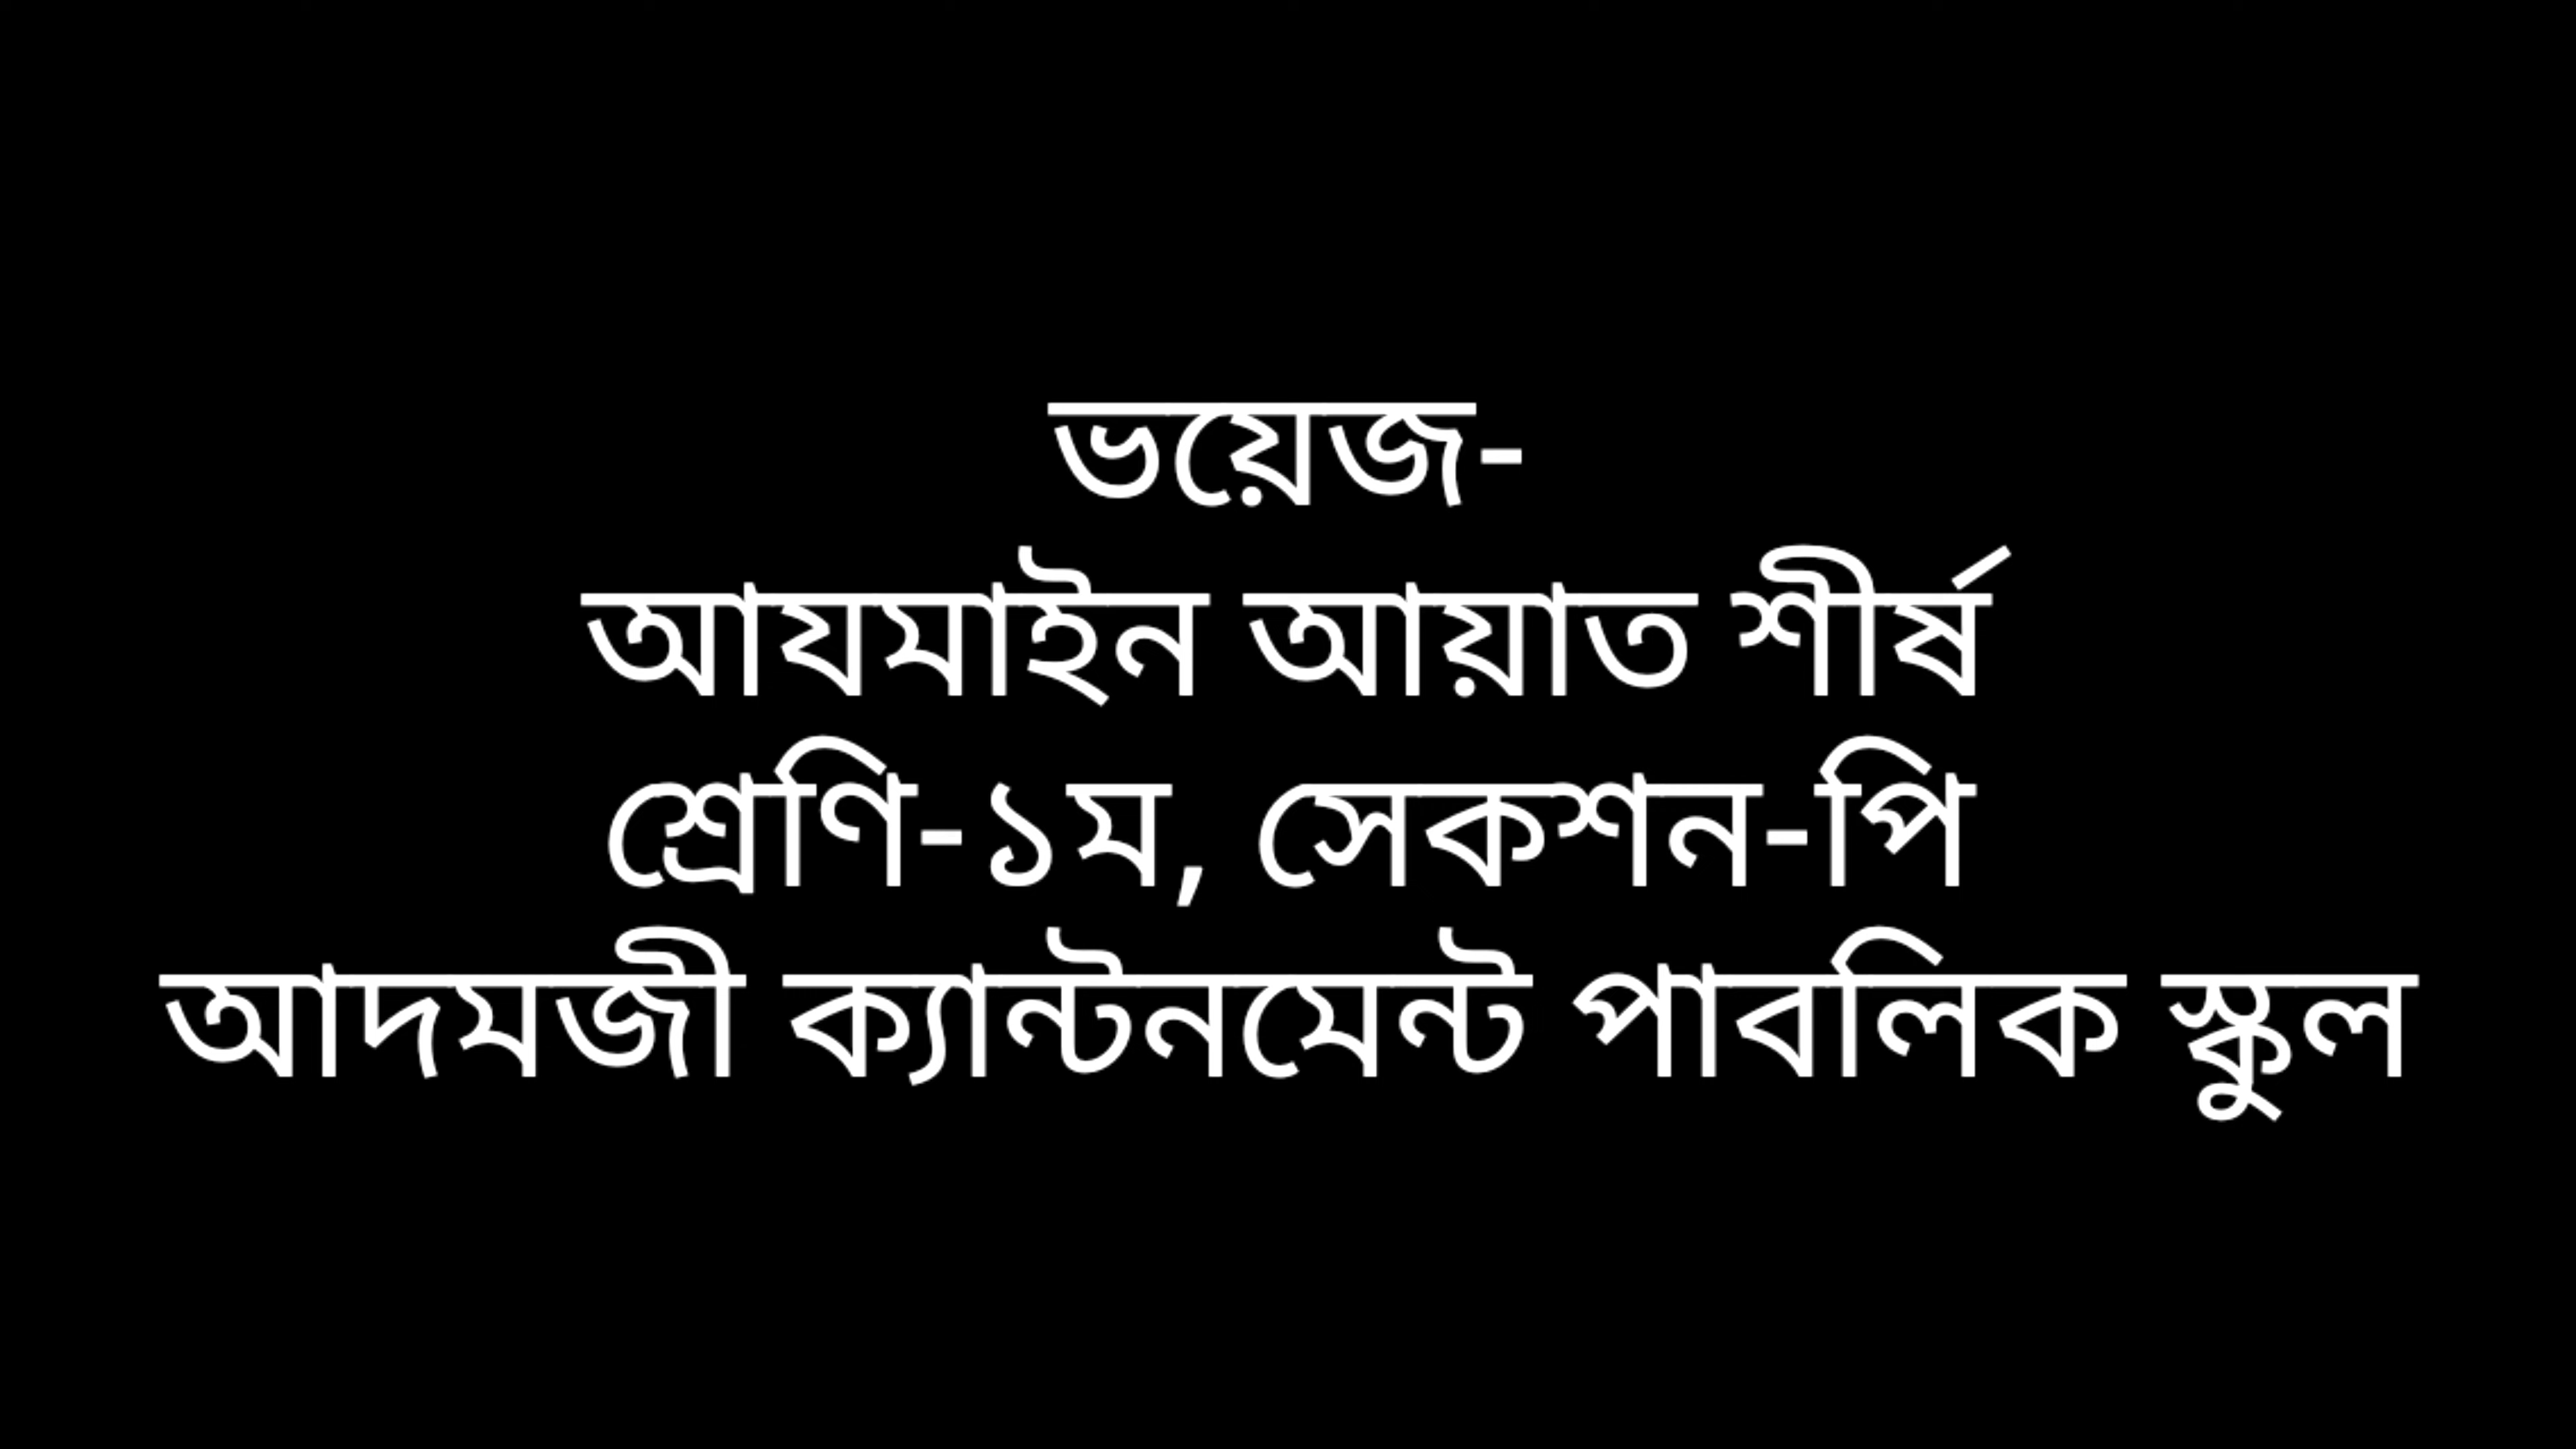 ভয়েজ-
আযমাইন আয়াত শীর্ষ
শ্রেণি-১ম, সেকশন-পি
আদমজী ক্যান্টনমেন্ট পাবলিক স্কুল